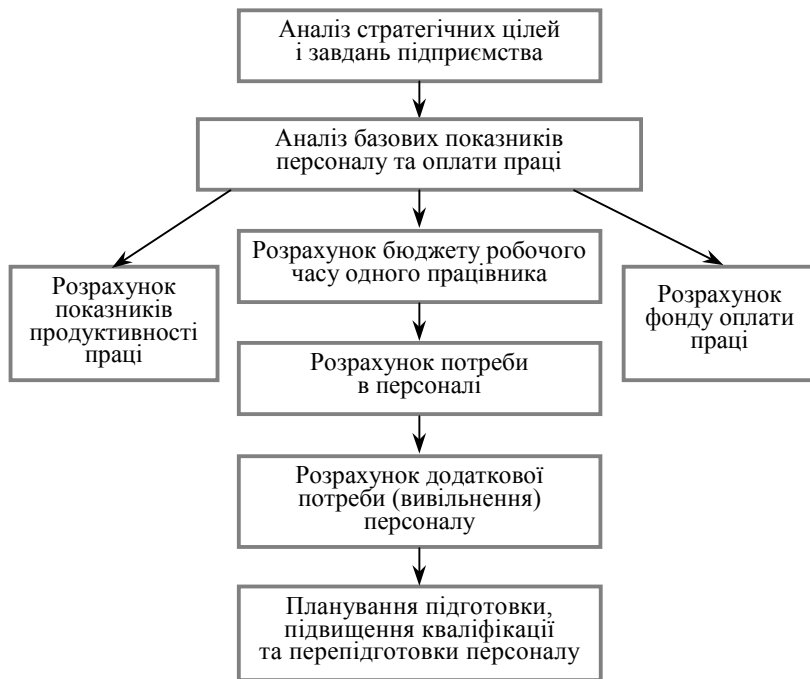 Аналіз стратегічних цілей
і завдань підприємства
Аналіз базових показників
персоналу та оплати праці
Розрахунок бюджету робочого
часу одного працівника
Розрахунок
показників
продуктивності
праці
Розрахунок
фонду оплати
праці
Розрахунок потреби
в персоналі
Розрахунок додаткової
потреби (вивільнення)
персоналу
Планування підготовки,
підвищення кваліфікації
та перепідготовки персоналу